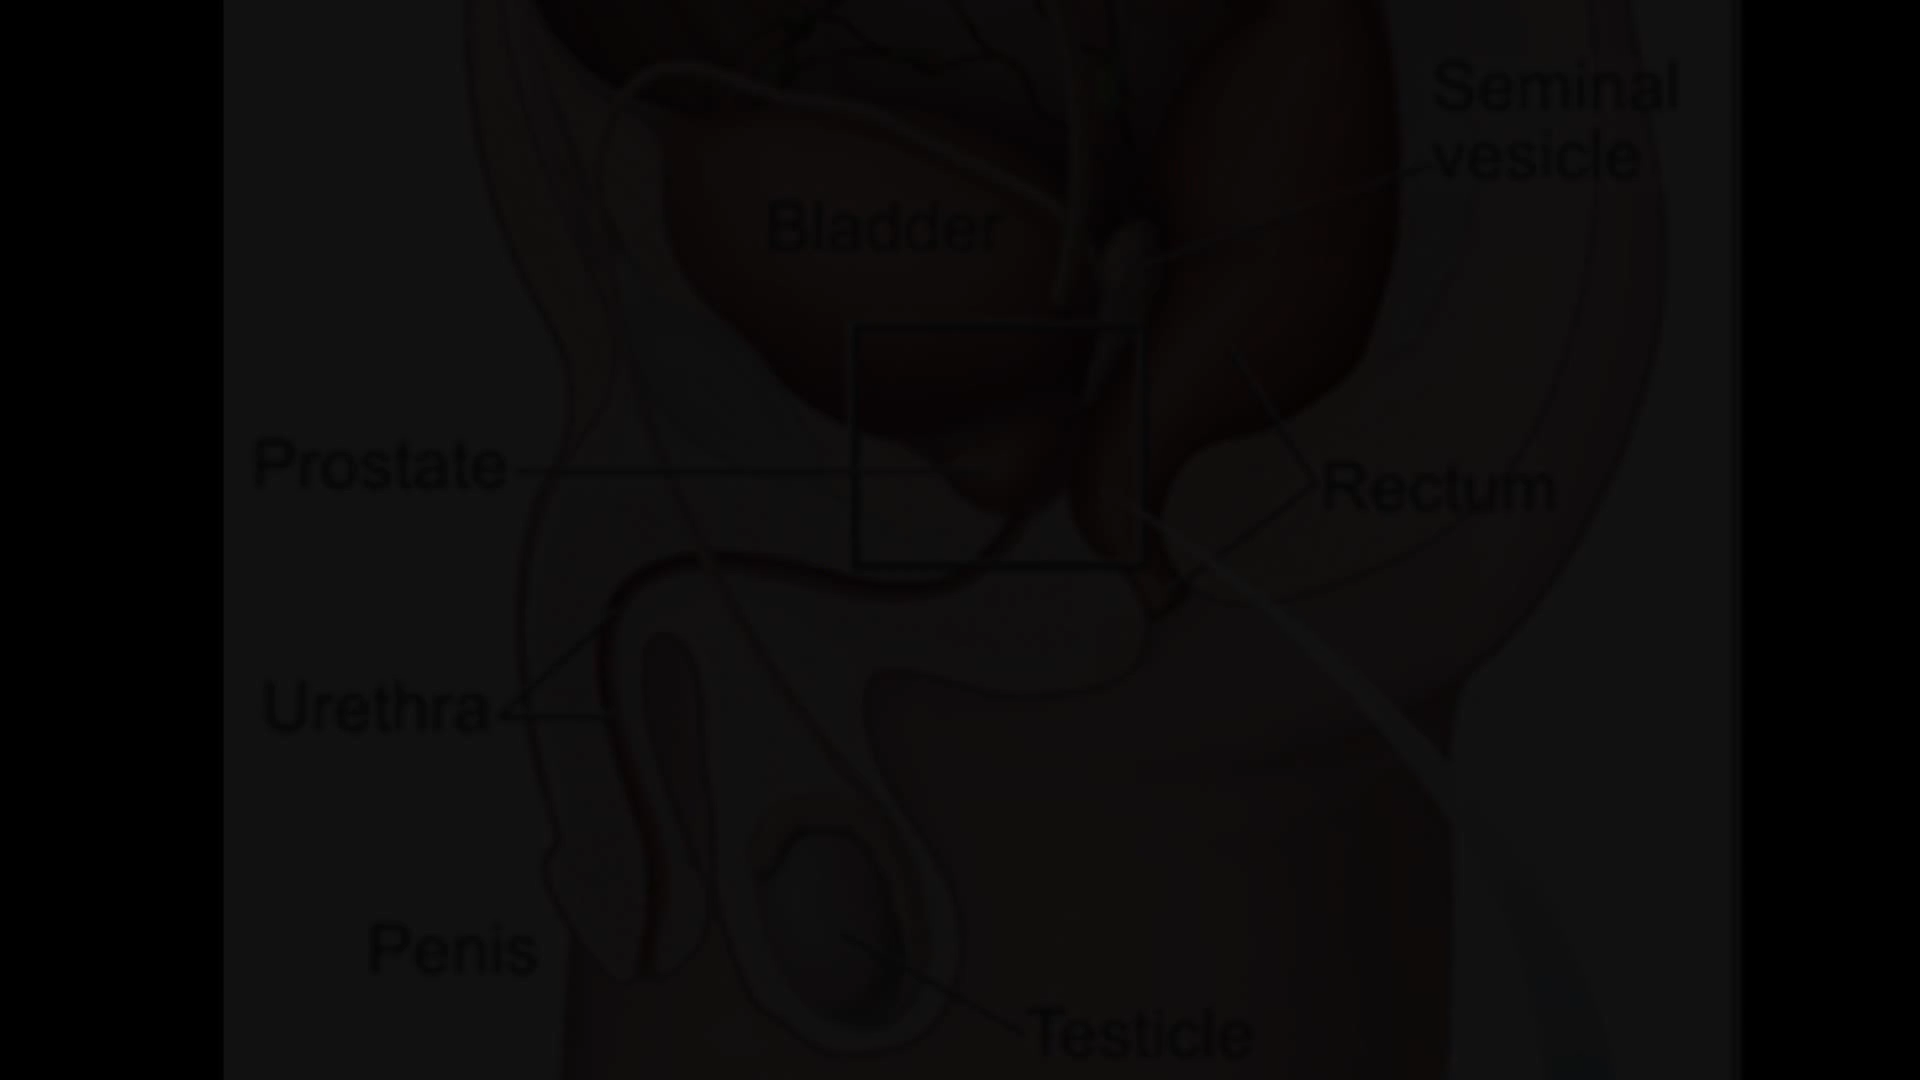 Seminal
vesicle
Bladder
Prostate
Rectum
Urethra
Penis
Testicle